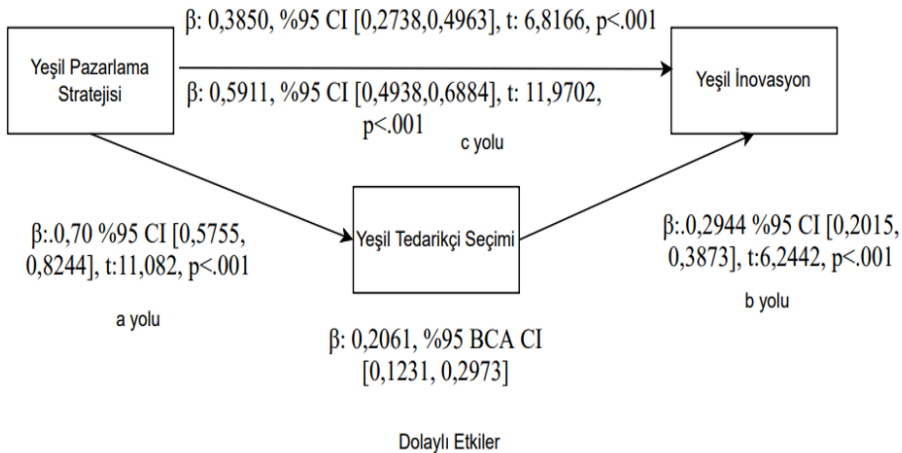 β: 0,3850, %95 CI [0,2738,0,4963], t: 6,8166, p<.001
Yeşil Pazarlama
Stratejisi
Yeşil İnovasyon
β: 0,5911, %95 CI [0,4938,0,6884], t: 11,9702,
p<.001
c yolu
β:.0,70 %95 CI [0,5755,
0,8244], t:11,082, p<.001
a yolu
Yeşil Tedarikçi Seçimi
β:.0,2944 %95 CI [0,2015,
0,3873], t:6,2442, p<.001
b yolu
β: 0,2061, %95 BCA CI
[0,1231, 0,2973]
Dolaylı Etkiler